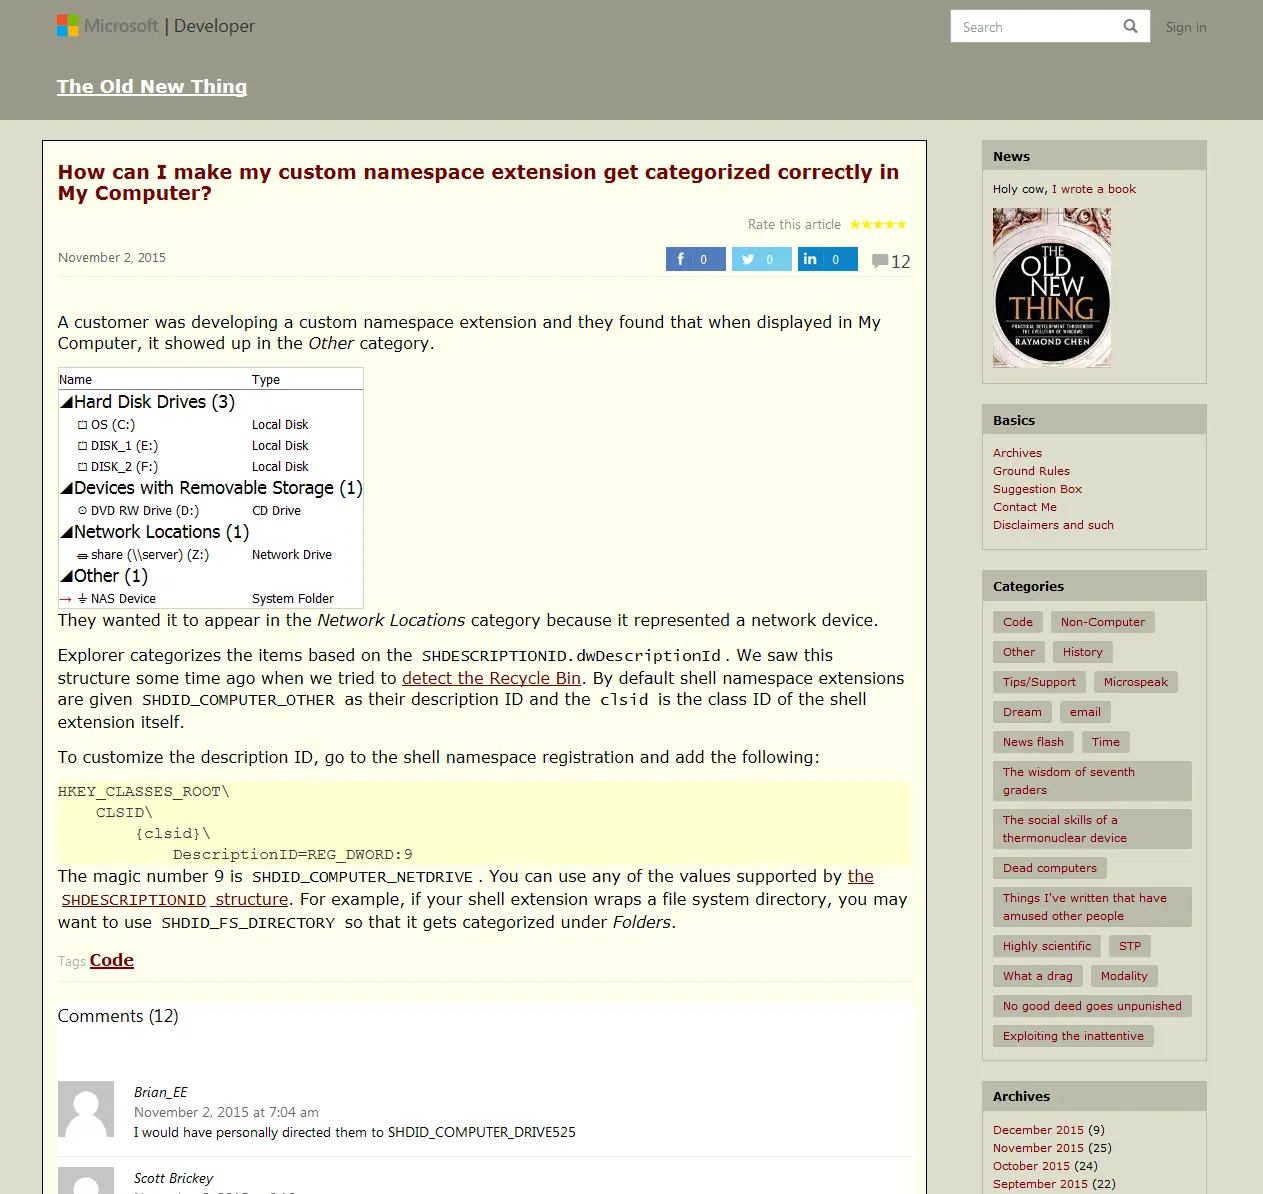 Microsoft | Developer
Search
Sign in
The Old New Thing
How can I make my custom namespace extension get categorized correctly in
My Computer?
Rate this article ★★★★★
November 2, 2015
0
0
0
12
A customer was developing a custom namespace extension and they found that when displayed in My
Computer, it showed up in the Other category.
Name Type
Hard Disk Drives (3)
OS (C:) Local Disk
DISK_1 (E:) Local Disk
DISK_2 (F:) Local Disk
Devices with Removable Storage (1)
DVD RW Drive (D:) CD Drive
Network Locations (1)
share (\\server) (Z:) Network Drive
Other (1)
→ NAS Device System Folder
They wanted it to appear in the Network Locations category because it represented a network device.
Explorer categorizes the items based on the SHDESCRIPTIONID.dwDescriptionId. We saw this
structure some time ago when we tried to detect the Recycle Bin. By default shell namespace extensions
are given SHDID_COMPUTER_OTHER as their description ID and the clsid is the class ID of the shell
extension itself.
To customize the description ID, go to the shell namespace registration and add the following:
HKEY_CLASSES_ROOT\
CLSID\
{clsid}\
DescriptionID=REG_DWORD:9
The magic number 9 is SHDID_COMPUTER_NETDRIVE. You can use any of the values supported by the
SHDESCRIPTIONID structure. For example, if your shell extension wraps a file system directory, you may
want to use SHDID_FS_DIRECTORY so that it gets categorized under Folders.
Tags Code
Comments (12)
Brian_EE
November 2, 2015 at 7:04 am
I would have personally directed them to SHDID_COMPUTER_DRIVE525
Scott Brickey
News
Holy cow, I wrote a book
THE
OLD
NEW
THING
PRACTICAL DEVELOPMENT THROUGHOUT
THE EVOLUTION OF WINDOWS
RAYMOND CHEN
Basics
Archives
Ground Rules
Suggestion Box
Contact Me
Disclaimers and such
Categories
Code Non-Computer
Other History
Tips/Support Microspeak
Dream email
News flash Time
The wisdom of seventh
graders
The social skills of a
thermonuclear device
Dead computers
Things I've written that have
amused other people
Highly scientific STP
What a drag Modality
No good deed goes unpunished
Exploiting the inattentive
Archives
December 2015 (9)
November 2015 (25)
October 2015 (24)
September 2015 (22)